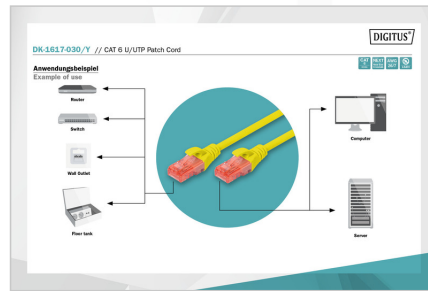 DIGITUS®
DK-1617-030/Y // CAT 6 U/UTP Patch Cord
Anwendungsbeispiel
Example of use
Router
Switch
Wall Outlet
Floor tank
Computer
Server